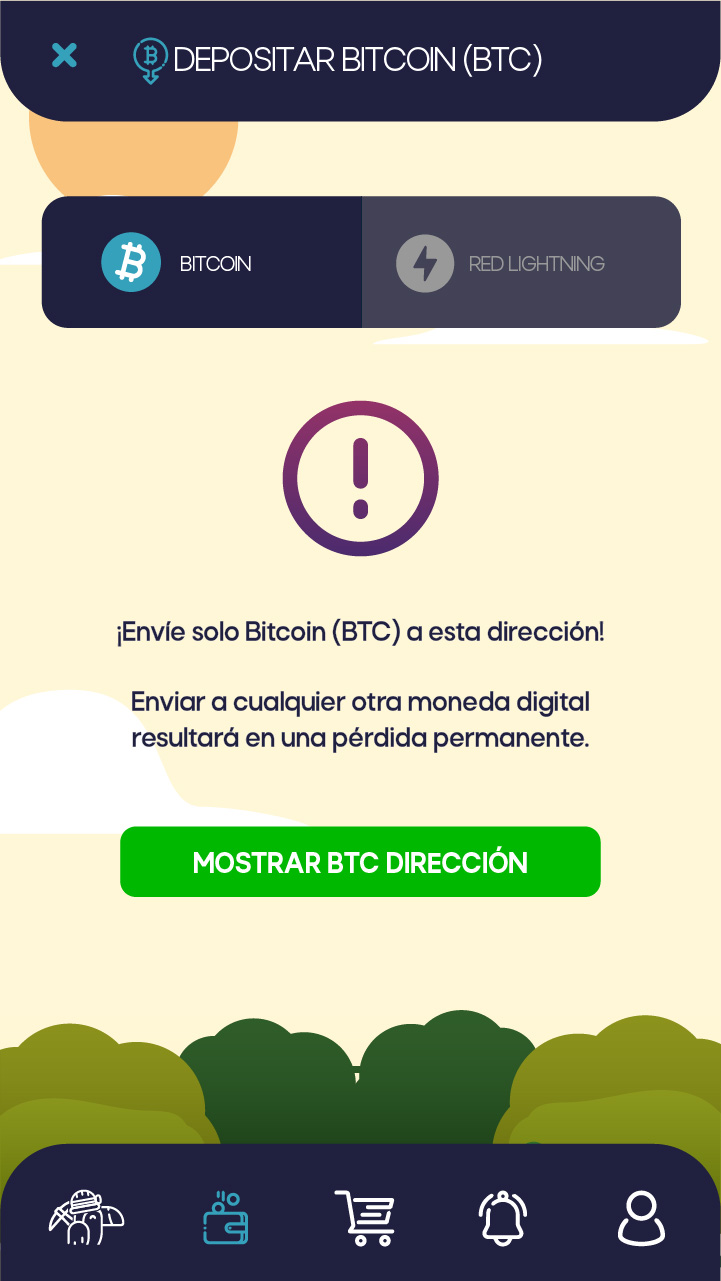 DEPOSITAR BITCOIN (BTC)
BITCOIN
RED LIGHTNING
¡Envíe solo Bitcoin (BTC) a esta dirección!
Enviar a cualquier otra moneda digital
resultará en una pérdida permanente.
MOSTRAR BTC DIRECCIÓN